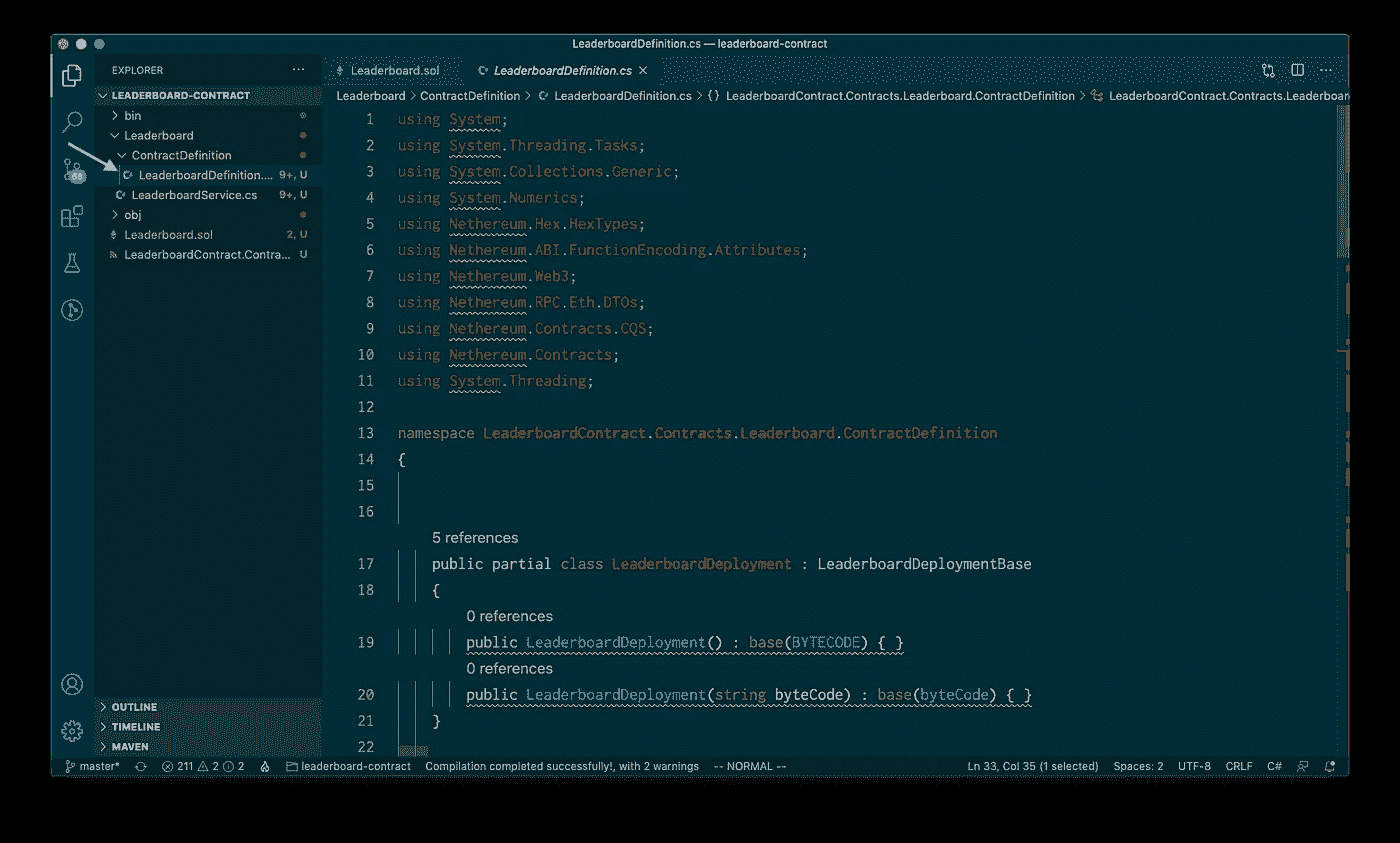 LeaderboardDefinition.cs — leaderboard-contract
EXPLORER
LEADERBOARD-CONTRACT
bin
Leaderboard
ContractDefinition
LeaderboardDefinition.... 9+, U
LeaderboardService.cs 9+, U
obj
Leaderboard.sol 2, U
LeaderboardContract.Contra... U
68
OUTLINE
TIMELINE
MAVEN
Leaderboard.sol LeaderboardDefinition.cs
Leaderboard > ContractDefinition > LeaderboardDefinition.cs > {} LeaderboardContract.Contracts.Leaderboard.ContractDefinition > LeaderboardContract.Contracts.Leaderboar
1 using System;
2 using System.Threading.Tasks;
3 using System.Collections.Generic;
4 using System.Numerics;
5 using Nethereum.Hex.HexTypes;
6 using Nethereum.ABI.FunctionEncoding.Attributes;
7 using Nethereum.Web3;
8 using Nethereum.RPC.Eth.DTOs;
9 using Nethereum.Contracts.CQS;
10 using Nethereum.Contracts;
11 using System.Threading;
12
13 namespace LeaderboardContract.Contracts.Leaderboard.ContractDefinition
14 {
15
16
5 references
17 public partial class LeaderboardDeployment : LeaderboardDeploymentBase
18 {
0 references
19 public LeaderboardDeployment() : base(BYTECODE) { }
0 references
20 public LeaderboardDeployment(string byteCode) : base(byteCode) { }
21 }
22
master* 211 2 2 leaderboard-contract Compilation completed successfully!, with 2 warnings -- NORMAL -- Ln 33, Col 35 (1 selected) Spaces: 2 UTF-8 CRLF C#